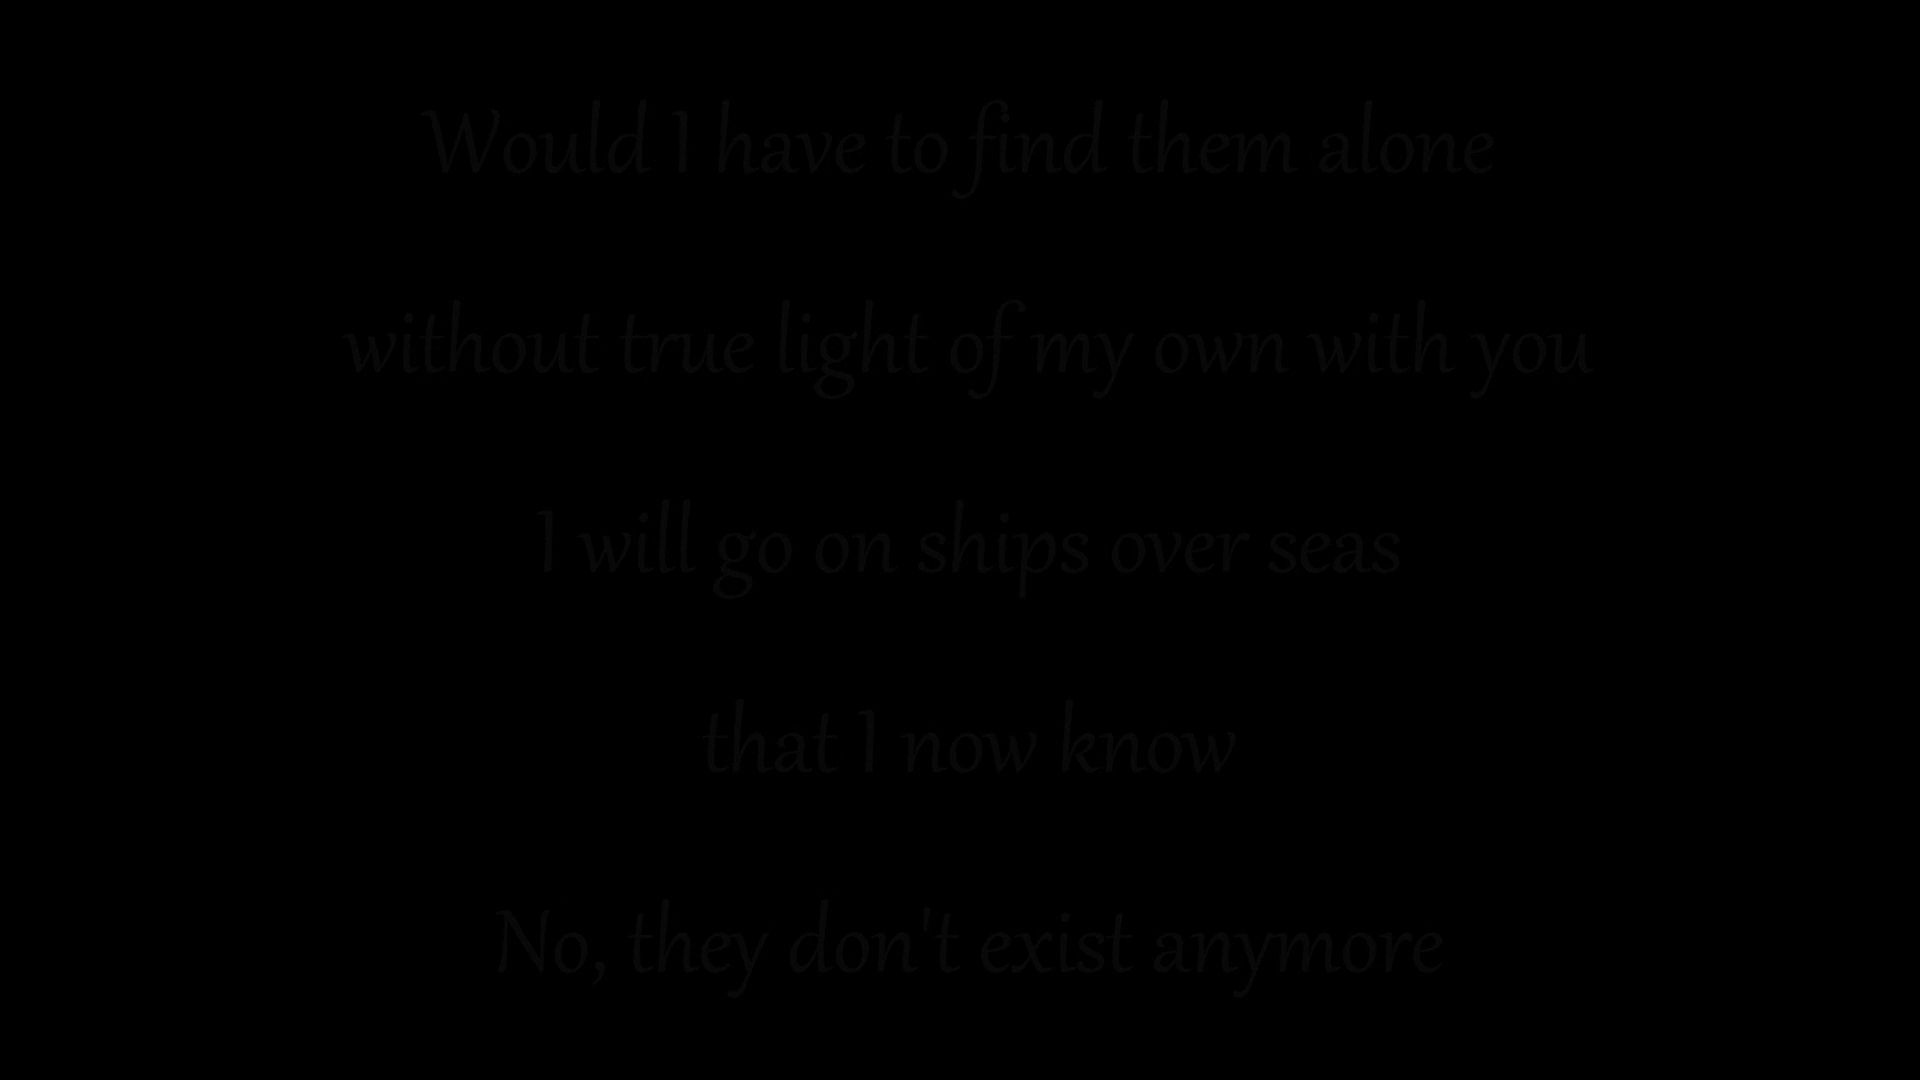 Would I have to find them alone
without true light of my own with you
I will go on ships over seas
that I now know
No, they don't exist anymore